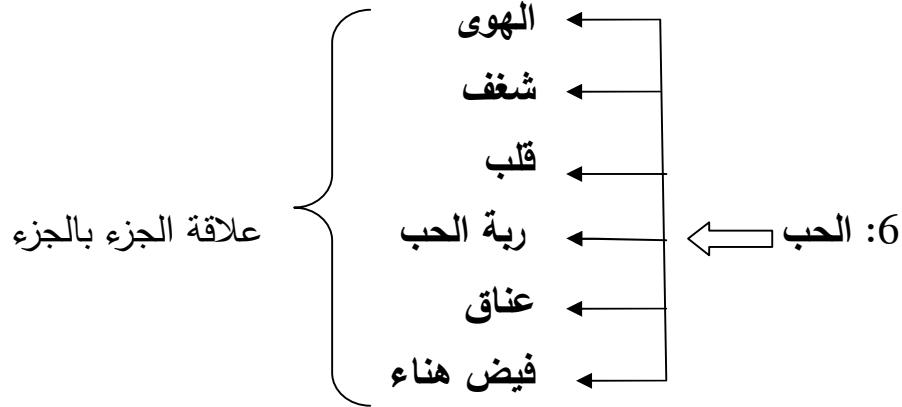 الهوى
شغف
قلب
6: الحب
ربة الحب
علاقة الجزء بالجزء
عناق
فيض هناء